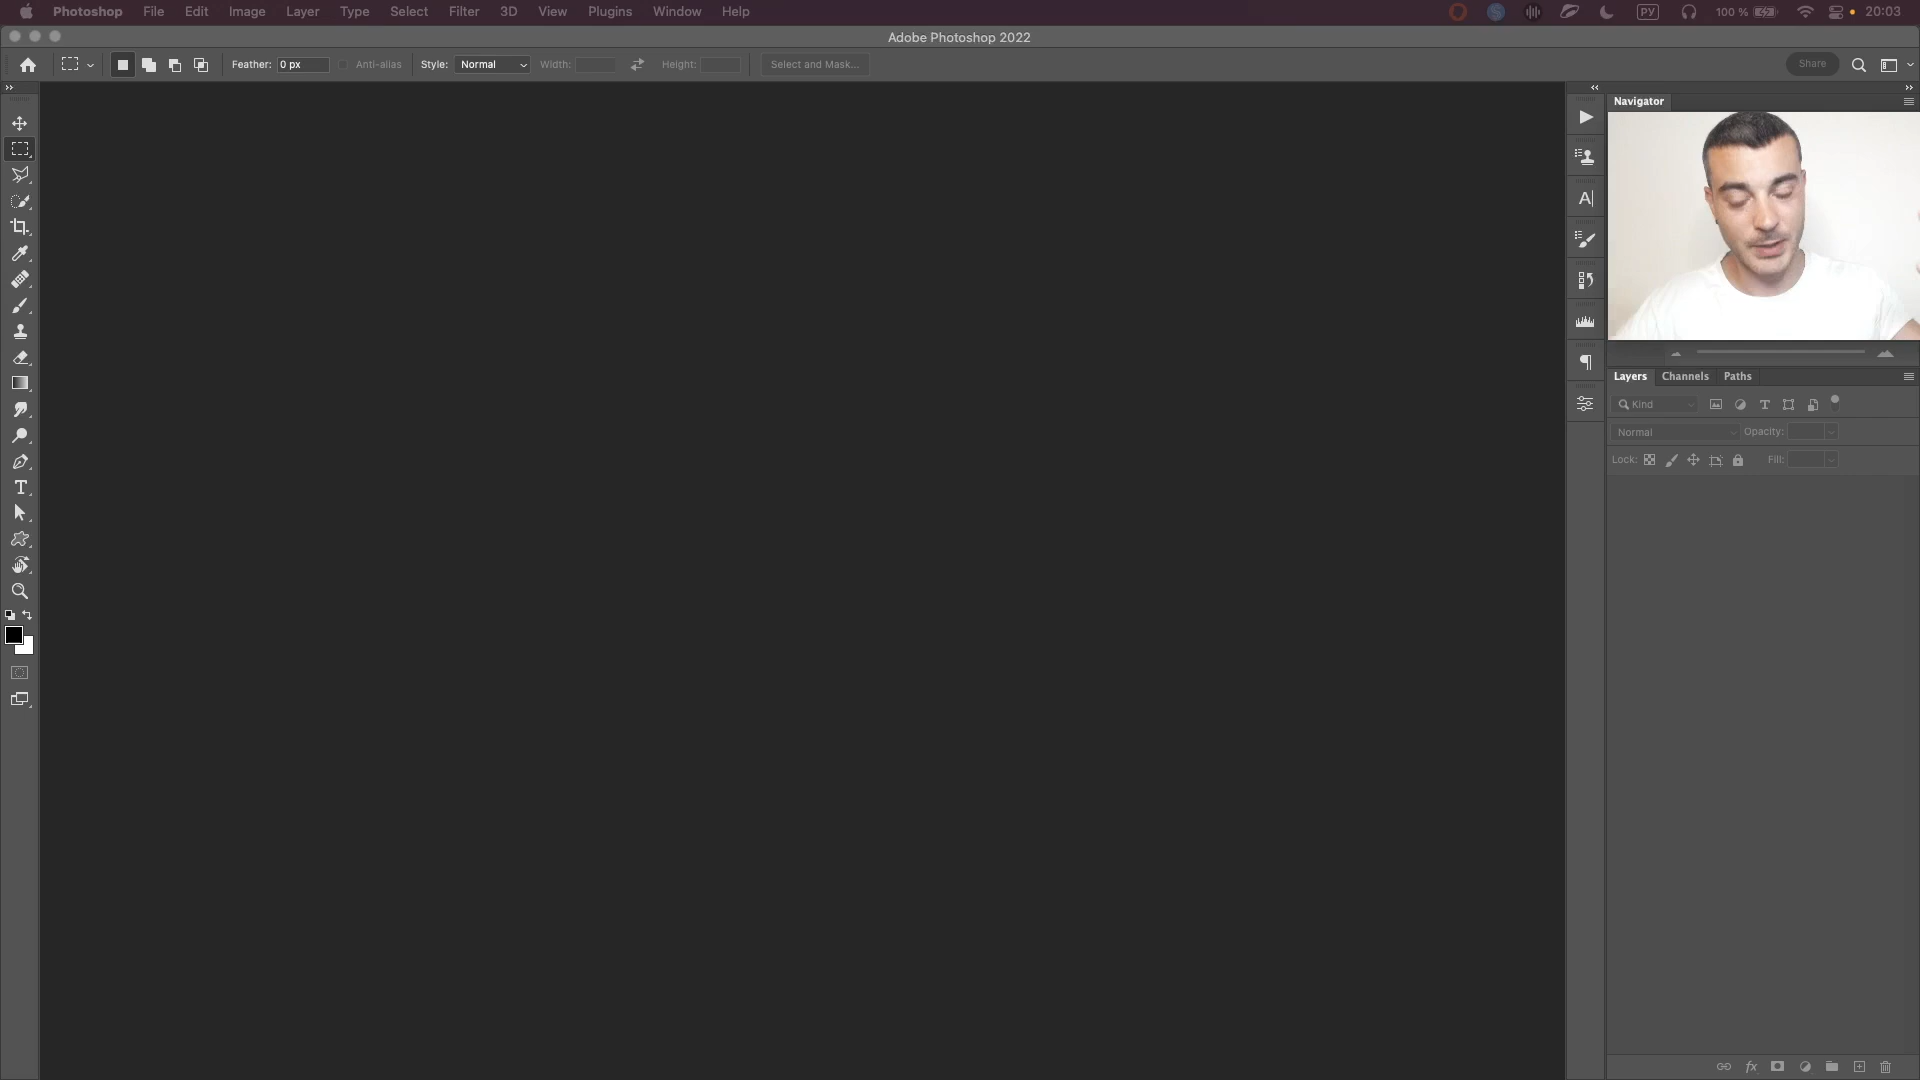 Photoshop File Edit Image Layer Type Select Filter 3D View Plugins Window Help РУ 100 % 20:03
Adobe Photoshop 2022
Feather: 0 px Anti-alias Style: Normal Width: Height: Select and Mask... Share
Navigator
Layers Channels Paths
Kind
Normal Opacity:
Lock: Fill: